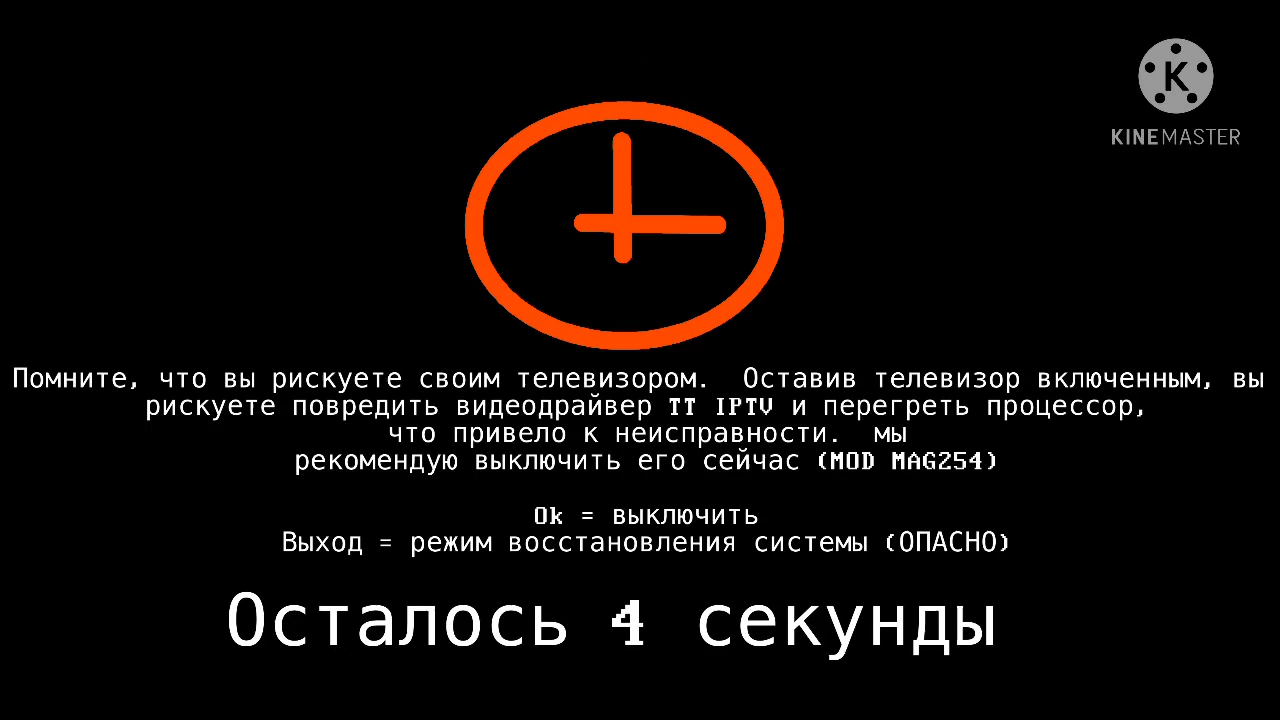 K
KINEMASTER
Помните, что вы рискуете своим телевизором. Оставив телевизор включенным, вы
рискуете повредить видеодрайвер TT IPTV и перегреть процессор,
что привело к неисправности. мы
рекомендую выключить его сейчас (MOD MAG254)
Ok = выключить
Выход = режим восстановления системы (ОПАСНО)
Осталось 4 секунды